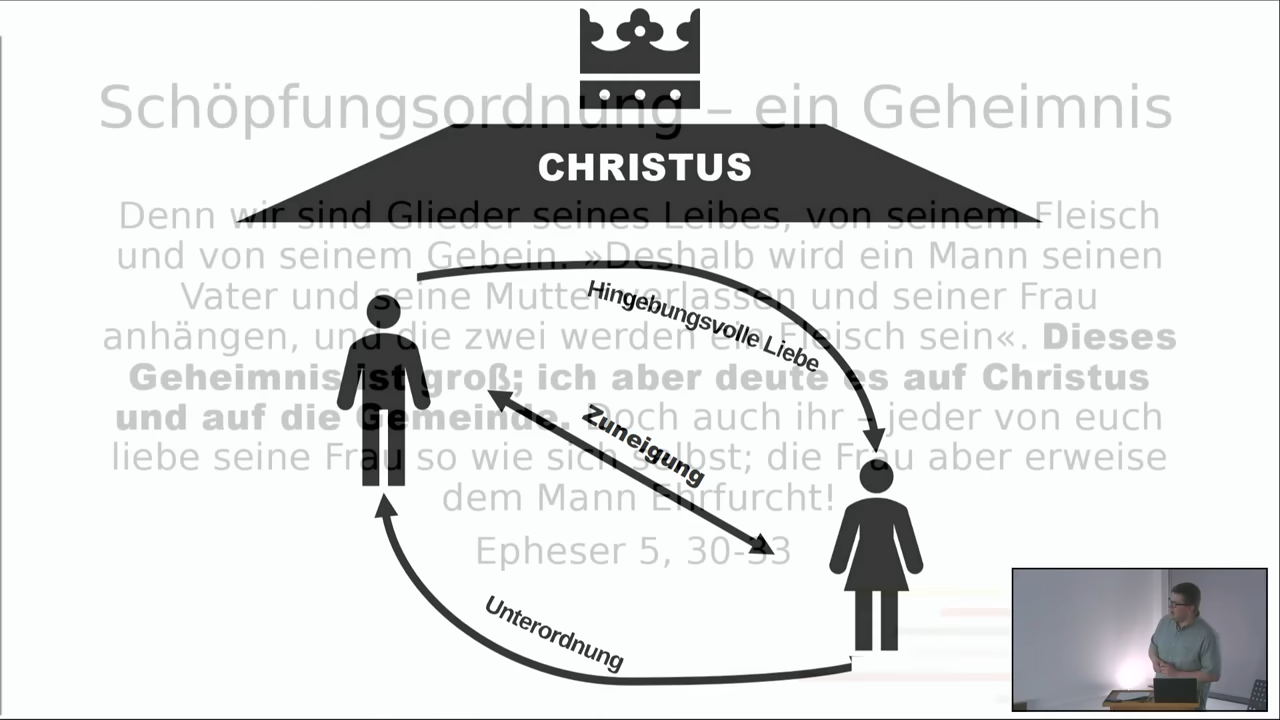 Schöpfungsordnung – ein Geheimnis
CHRISTUS
Denn wir sind Glieder seines Leibes, von seinem Fleisch
und von seinem Gebein. »Deshalb wird ein Mann seinen
Vater und seine Mutter verlassen und seiner Frau
anhängen, und die zwei werden ein Fleisch sein«. Dieses
Geheimnis ist groß; ich aber deute es auf Christus
und auf die Gemeinde. Doch auch ihr – jeder von euch
liebe seine Frau so wie sich selbst; die Frau aber erweise
dem Mann Ehrfurcht!
Epheser 5, 30-33
Hingebungsvolle Liebe
Zuneigung
Unterordnung